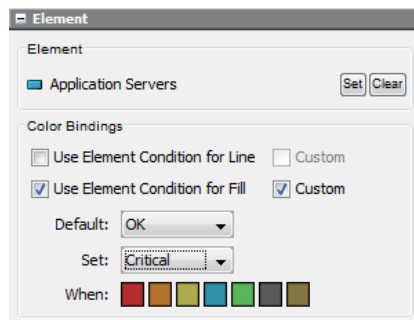 Element
Element
Application Servers Set Clear
Color Bindings
Use Element Condition for Line Custom
Use Element Condition for Fill Custom
Default: OK
Set: Critical
When: